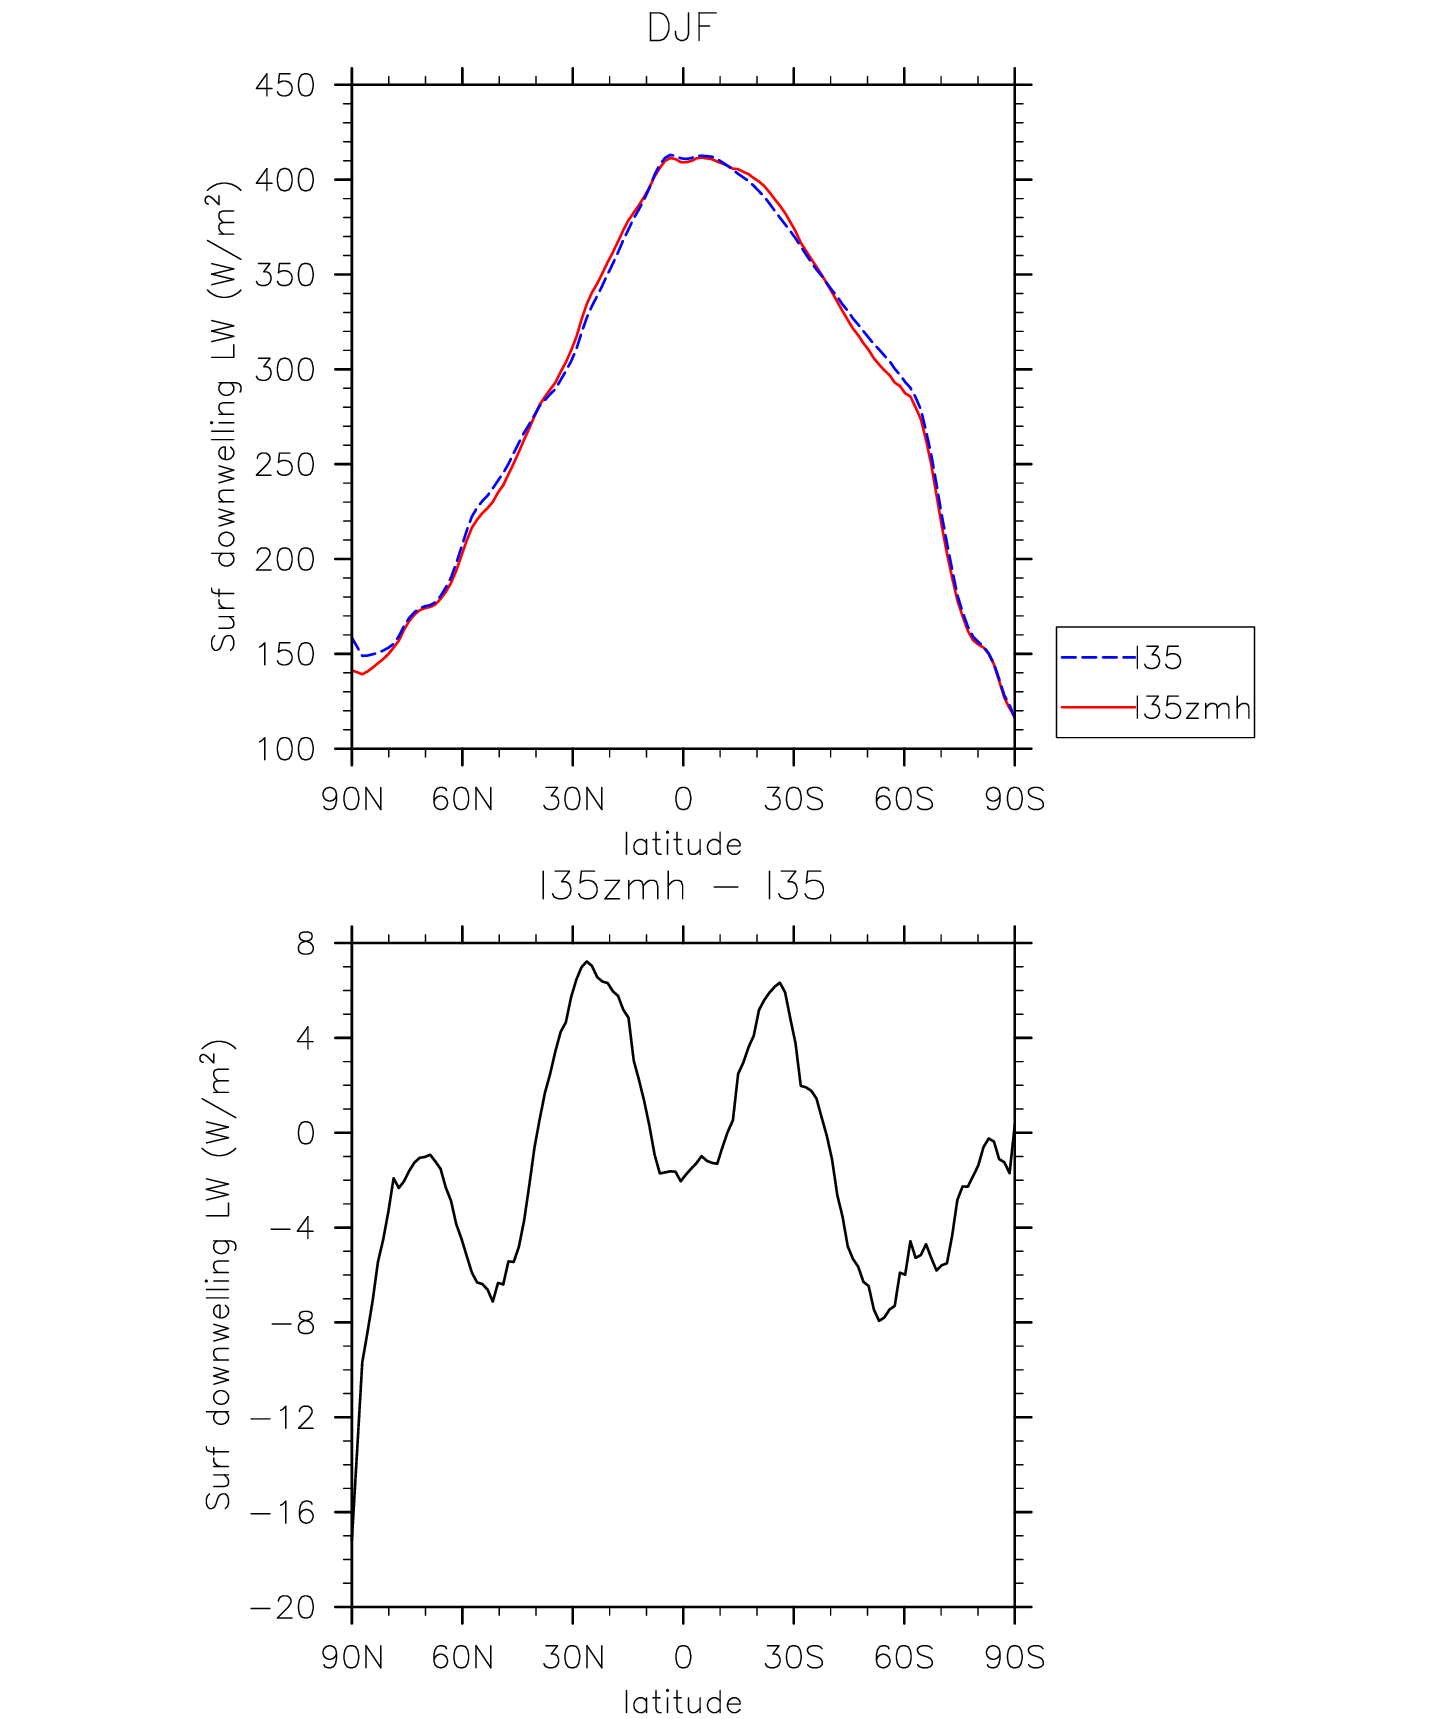 DJF
450
400
350
300
250
200
150
100
Surf downwelling LW (W/m²)
90N 60N 30N 0 30S 60S 90S
latitude
I35
I35zmh
I35zmh − I35
8
4
0
−4
−8
−12
−16
−20
Surf downwelling LW (W/m²)
90N 60N 30N 0 30S 60S 90S
latitude